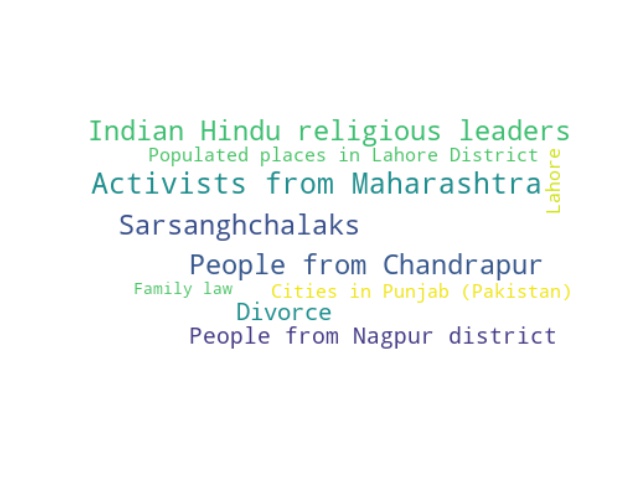 Indian Hindu religious leaders
Populated places in Lahore District
Lahore
Activists from Maharashtra
Sarsanghchalaks
People from Chandrapur
Family law
Cities in Punjab (Pakistan)
Divorce
People from Nagpur district